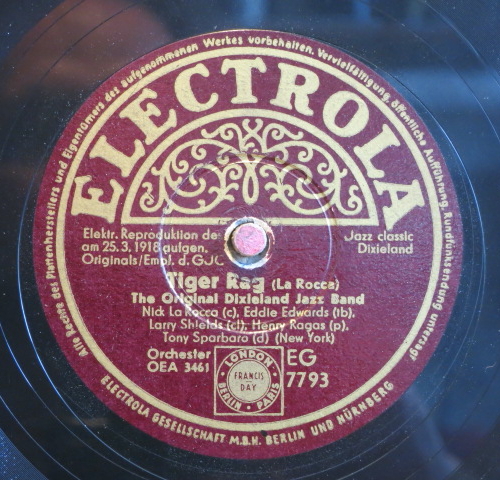 Alle Rechte des Plattenherstellers und Eigentümers des aufgenommenen Werkes vorbehalten. Vervielfältigung, öffentliche Aufführung, Rundfunksendung untersagt
ELECTROLA
Elektr. Reproduktion des
am 25.3.1918 aufgen.
Originals/Empl. d. GJC
Jazz classic
Dixieland
Tiger Rag (La Rocca)
The Original Dixieland Jazz Band
Nick La Rocca (c), Eddie Edwards (tb),
Larry Shields (cl), Henry Ragas (p),
Tony Sparbaro (d) (New York)
Orchester
OEA 3461
LONDON
FRANCIS
DAY
BERLIN PARIS
EG
7793
ELECTROLA GESELLSCHAFT M.B.H. BERLIN UND NÜRNBERG